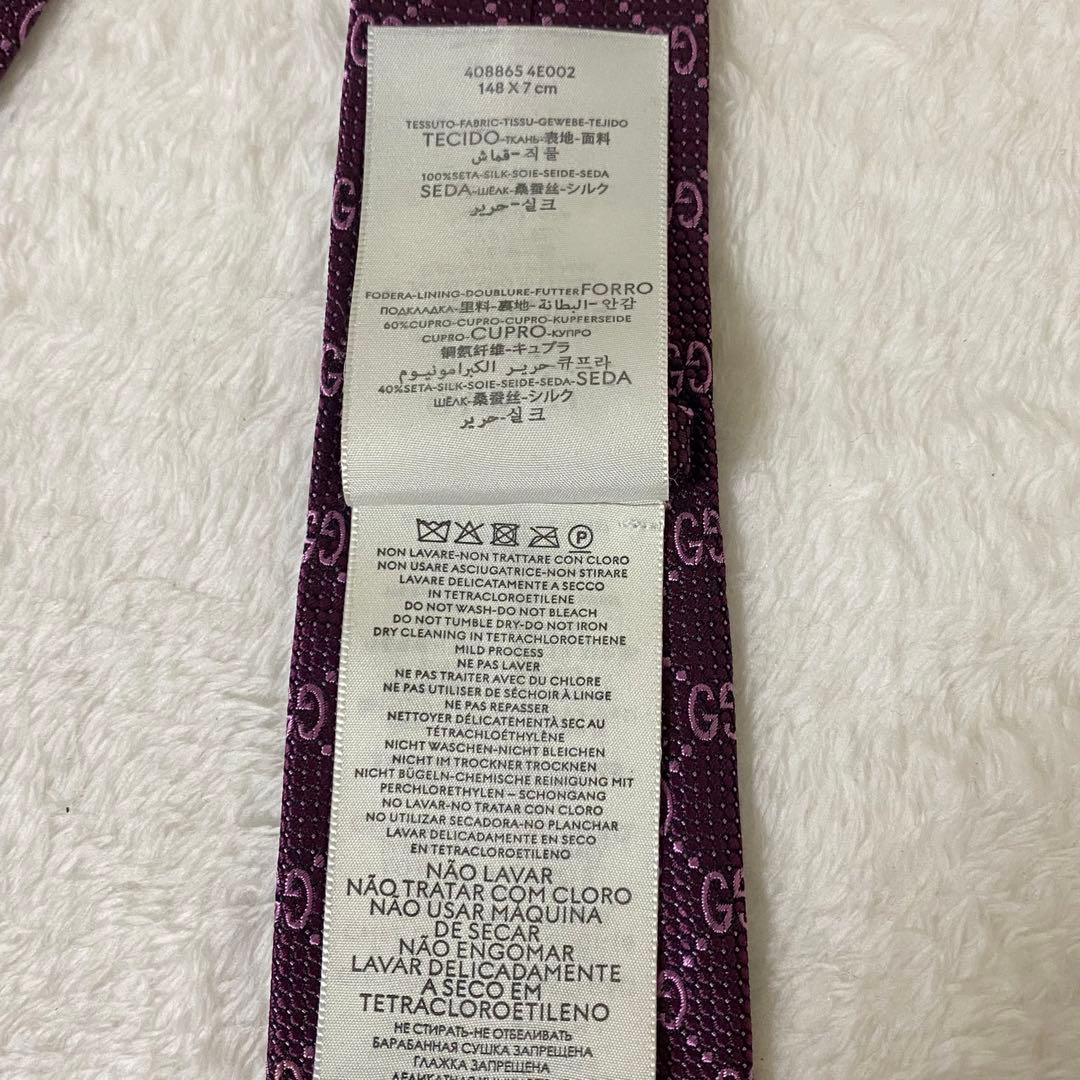 408865 4E002
148 X 7 cm
TESSUTO-FABRIC-TISSU-GEWEBE-TEJIDO
TECIDO-ТКАНЬ-表地-面料
قماش-직물
100%SETA-SILK-SOIE-SEIDE-SEDA
SEDA-ШЁЛК-桑蚕丝-シルク
حرير-실크
FODERA-LINING-DOUBLURE-FUTTER FORRO
ПОДКЛАДКА-里料-裏地-البطانة-안감
60%CUPRO-CUPRO-CUPRO-KUPFERSEIDE
CUPRO-CUPRO-КУПРО
铜氨纤维-キュプラ
حرير الكبرامونيوم-큐프라
40%SETA-SILK-SOIE-SEIDE-SEDA-SEDA
ШЁЛК-桑蚕丝-シルク
حرير-실크
P
NON LAVARE-NON TRATTARE CON CLORO
NON USARE ASCIUGATRICE-NON STIRARE
LAVARE DELICATAMENTE A SECCO
IN TETRACLOROETILENE
DO NOT WASH-DO NOT BLEACH
DO NOT TUMBLE DRY-DO NOT IRON
DRY CLEANING IN TETRACHLOROETHENE
MILD PROCESS
NE PAS LAVER
NE PAS TRAITER AVEC DU CHLORE
NE PAS UTILISER DE SÉCHOIR À LINGE
NE PAS REPASSER
NETTOYER DÉLICATEMENTÀ SEC AU
TÉTRACHLOÉTHYLÈNE
NICHT WASCHEN-NICHT BLEICHEN
NICHT IM TROCKNER TROCKNEN
NICHT BÜGELN-CHEMISCHE REINIGUNG MIT
PERCHLORETHYLEN – SCHONGANG
NO LAVAR-NO TRATAR CON CLORO
NO UTILIZAR SECADORA-NO PLANCHAR
LAVAR DELICADAMENTE EN SECO
EN TETRACLOROETILENO
NÃO LAVAR
NÃO TRATAR COM CLORO
NÃO USAR MÁQUINA
DE SECAR
NÃO ENGOMAR
LAVAR DELICADAMENTE
A SECO EM
TETRACLOROETILENO
НЕ СТИРАТЬ-НЕ ОТБЕЛИВАТЬ
БАРАБАННАЯ СУШКА ЗАПРЕЩЕНА
ГЛАЖКА ЗАПРЕЩЕНА